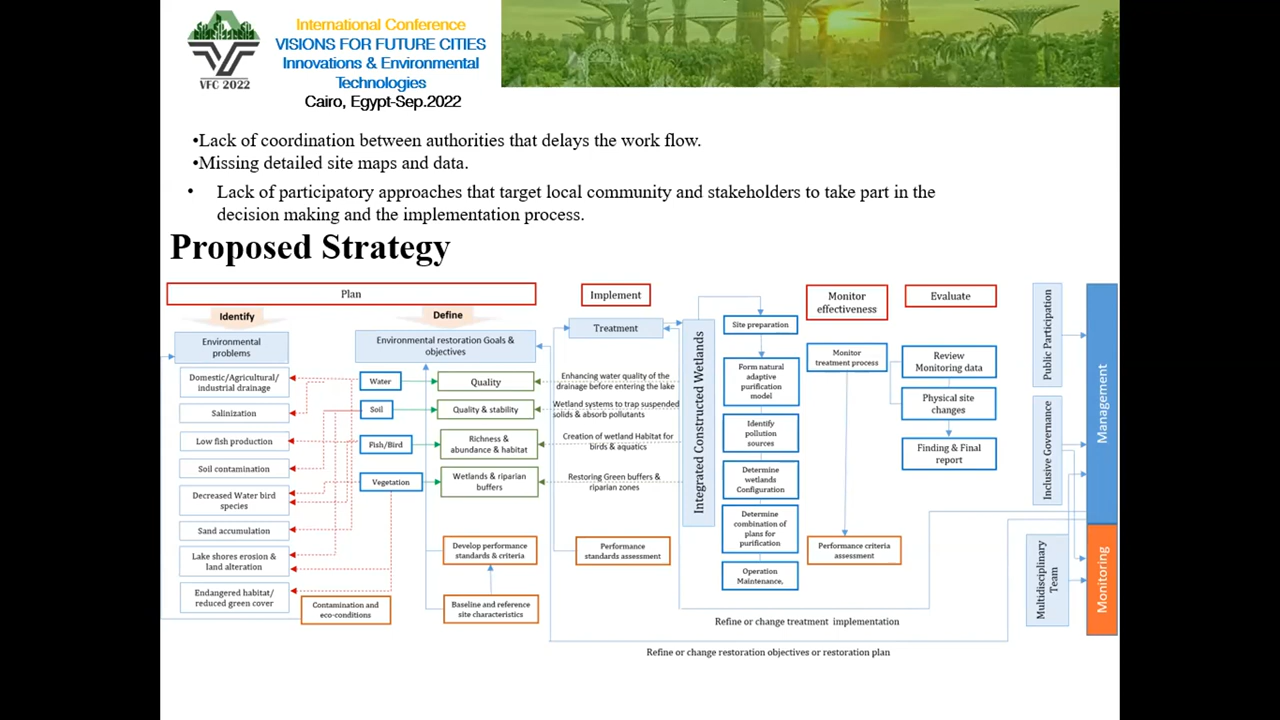 International Conference
VISIONS FOR FUTURE CITIES
Innovations & Environmental
Technologies
Cairo, Egypt-Sep.2022
VFC 2022
•Lack of coordination between authorities that delays the work flow.
•Missing detailed site maps and data.
• Lack of participatory approaches that target local community and stakeholders to take part in the
decision making and the implementation process.
Proposed Strategy
Plan
Identify
Define
Environmental
problems
Environmental restoration Goals &
objectives
Domestic/Agricultural/
industrial drainage
Salinization
Low fish production
Soil contamination
Decreased Water bird
species
Sand accumulation
Lake shores erosion &
land alteration
Endangered habitat/
reduced green cover
Contamination and
eco-conditions
Water
Soil
Fish/Bird
Vegetation
Quality
Quality & stability
Richness &
abundance & habitat
Wetlands & riparian
buffers
Develop performance
standards & criteria
Baseline and reference
site characteristics
Implement
Treatment
Enhancing water quality of the
drainage before entering the lake
Wetland systems to trap suspended
solids & absorb pollutants
Creation of wetland Habitat for
birds & aquatics
Restoring Green buffers &
riparian zones
Performance
standards assessment
Integrated Constructed Wetlands
Site preparation
Form natural
adaptive
purification
model
Identify
pollution
sources
Determine
wetlands
Configuration
Determine
combination of
plans for
purification
Operation
Maintenance,
Monitor
effectiveness
Monitor
treatment process
Performance criteria
assessment
Evaluate
Review
Monitoring data
Physical site
changes
Finding & Final
report
Public Participation
Inclusive Governance
Multidisciplinary
Team
Management
Monitoring
Refine or change treatment implementation
Refine or change restoration objectives or restoration plan